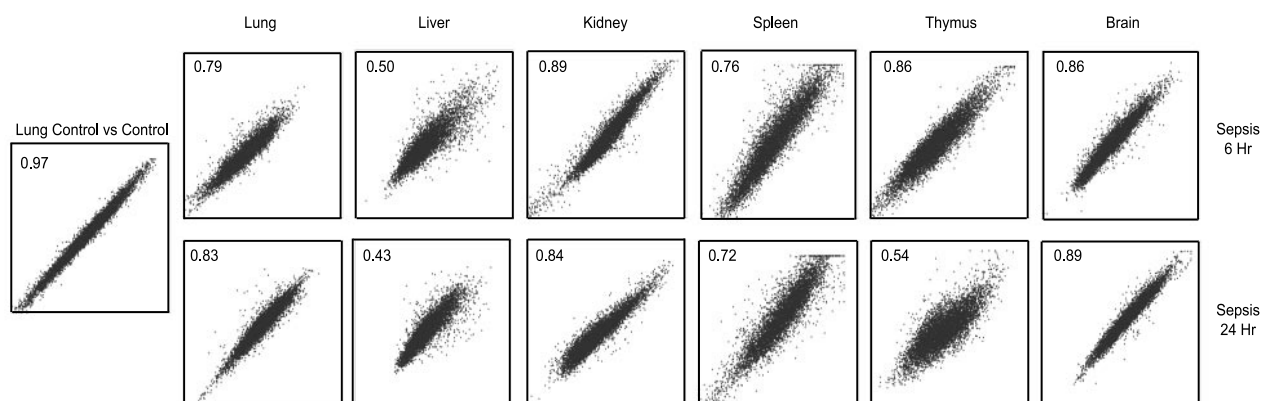 Lung
Liver
Kidney
Spleen
Thymus
Brain
0.79
0.50
0.89
0.76
0.86
0.86
Sepsis
6 Hr
Lung Control vs Control
0.97
0.83
0.43
0.84
0.72
0.54
0.89
Sepsis
24 Hr